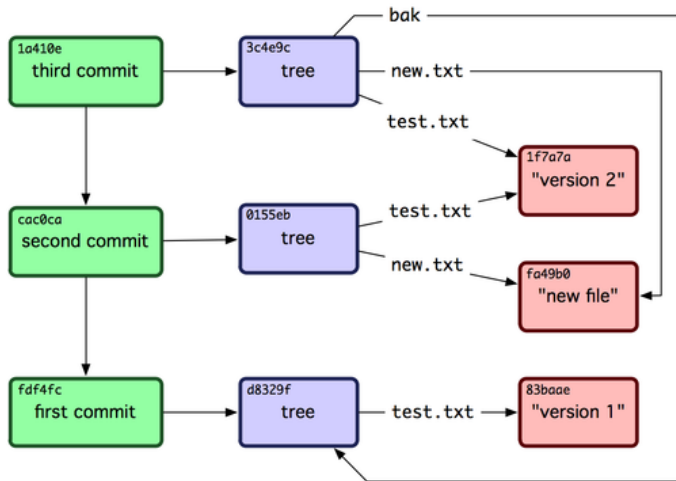 bak
1a410e
third commit
3c4e9c
tree
new.txt
test.txt
1f7a7a
"version 2"
cac0ca
second commit
0155eb
tree
test.txt
new.txt
fa49b0
"new file"
fdf4fc
first commit
d8329f
tree
test.txt
83baae
"version 1"